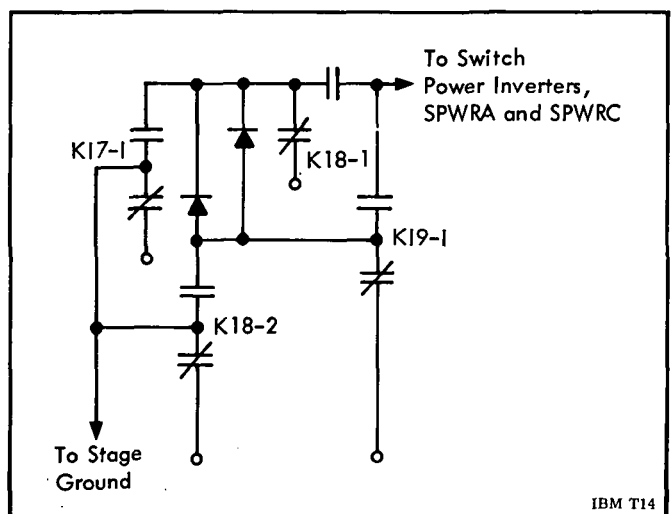 To Switch
Power Inverters,
SPWRA and SPWRC
K17-1
K18-1
K19-1
K18-2
To Stage
Ground
IBM T14